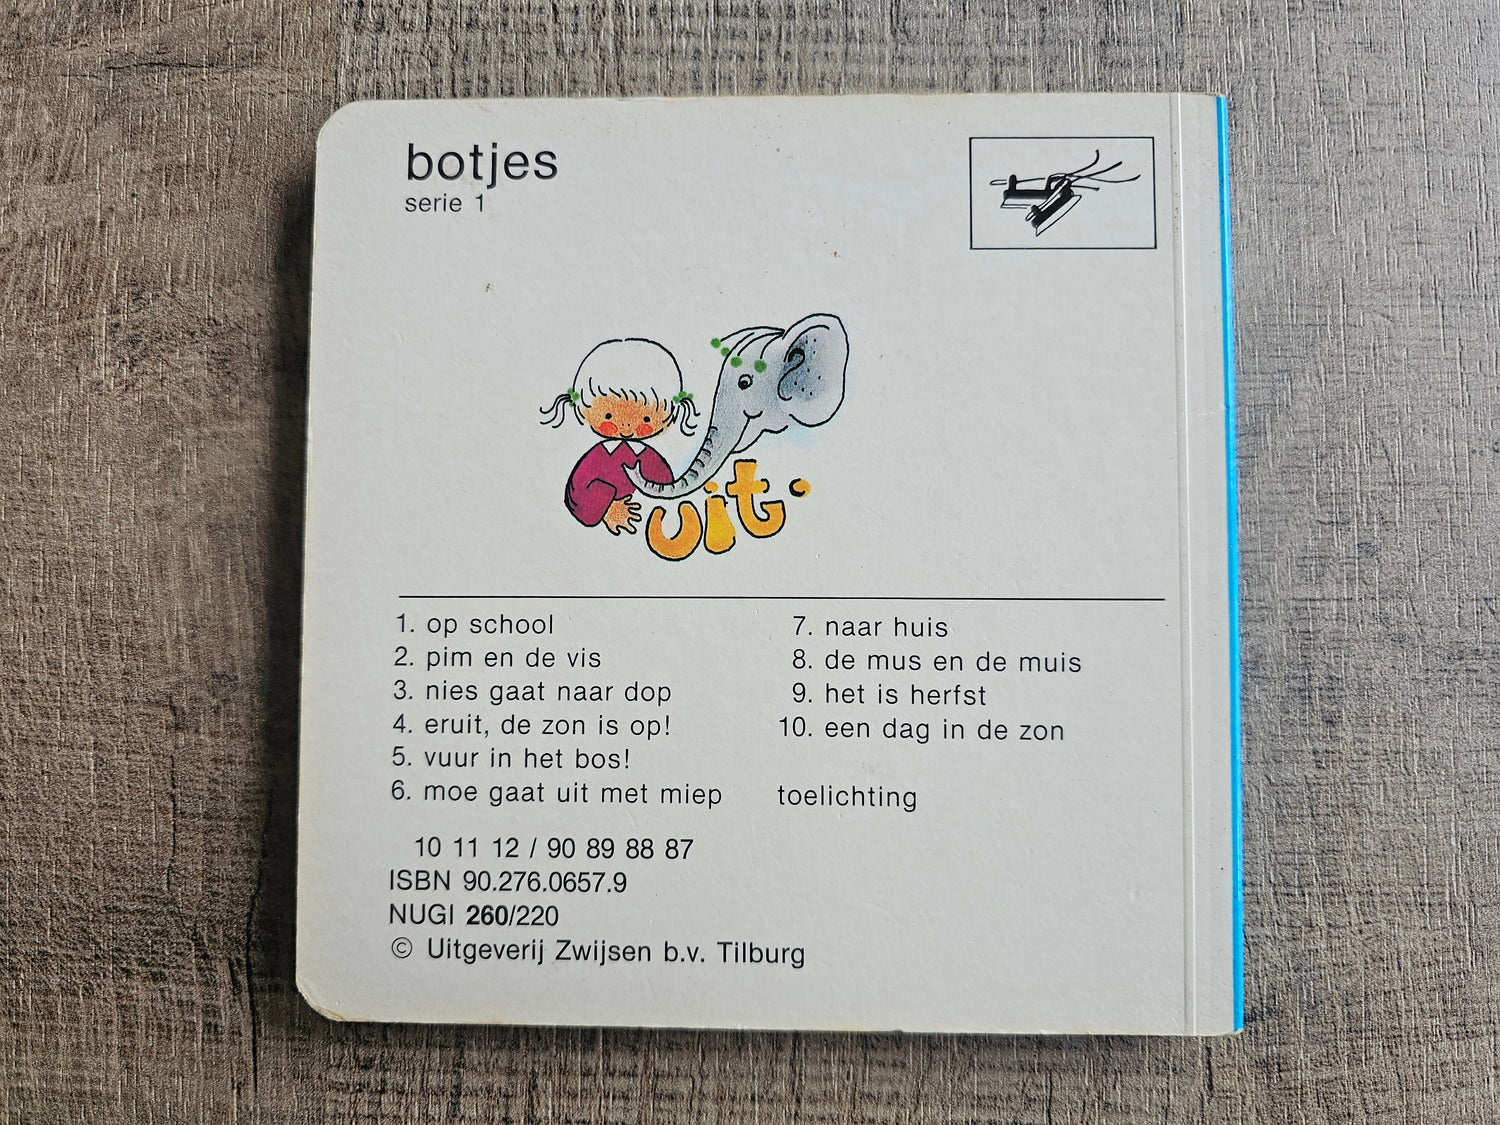 botjes
serie 1
uit.
1. op school
2. pim en de vis
3. nies gaat naar dop
4. eruit, de zon is op!
5. vuur in het bos!
6. moe gaat uit met miep
7. naar huis
8. de mus en de muis
9. het is herfst
10. een dag in de zon
toelichting
10 11 12 / 90 89 88 87
ISBN 90.276.0657.9
NUGI 260/220
© Uitgeverij Zwijsen b.v. Tilburg